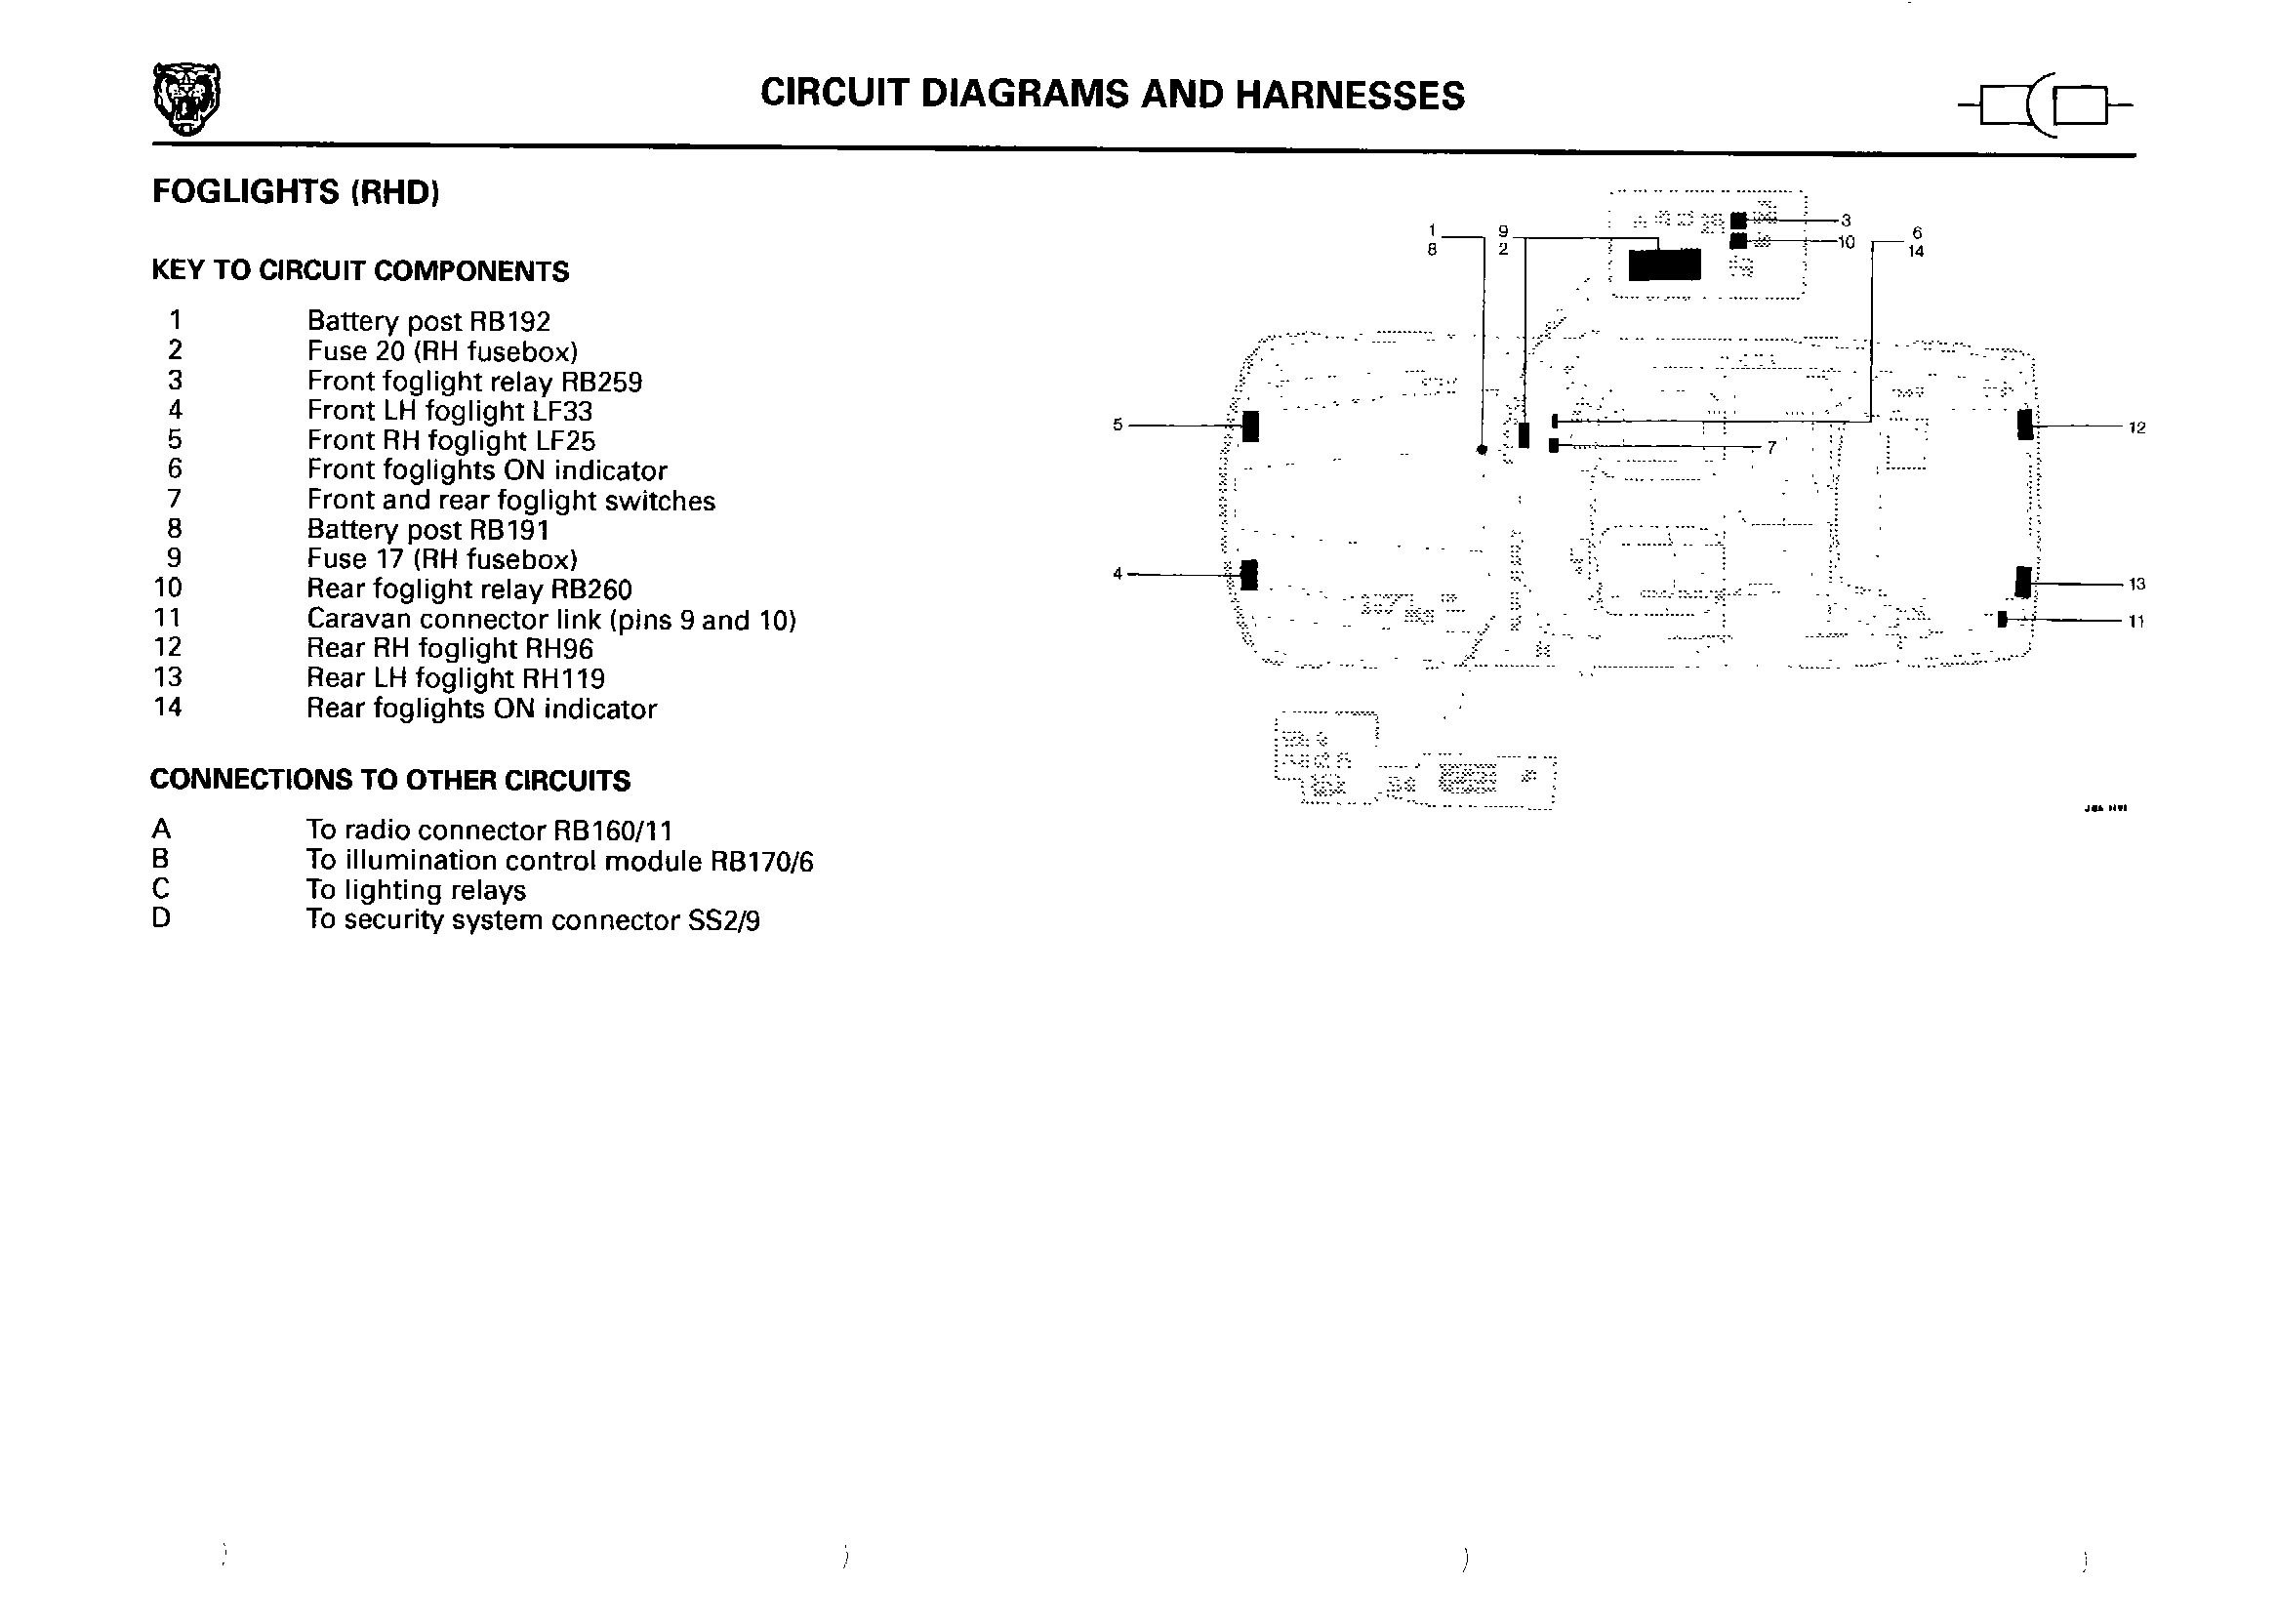 CIRCUIT DIAGRAMS AND HARNESSES
FOGLIGHTS (RHD)
KEY TO CIRCUIT COMPONENTS
1 Battery post RB192
2 Fuse 20 (RH fusebox)
3 Front foglight relay RB259
4 Front LH foglight LF33
5 Front RH foglight LF25
6 Front foglights ON indicator
7 Front and rear foglight switches
8 Battery post RB191
9 Fuse 17 (RH fusebox)
10 Rear foglight relay RB260
11 Caravan connector link (pins 9 and 10)
12 Rear RH foglight RH96
13 Rear LH foglight RH119
14 Rear foglights ON indicator
CONNECTIONS TO OTHER CIRCUITS
A To radio connector RB160/11
B To illumination control module RB170/6
C To lighting relays
D To security system connector SS2/9
3
1
8
9
2
10
6
14
5
12
7
4
13
11